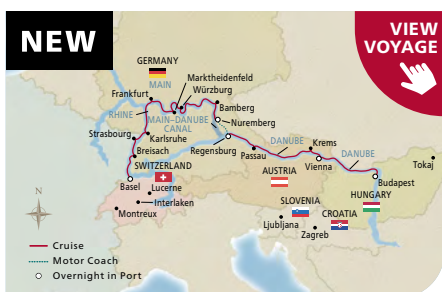 NEW
VIEW
VOYAGE
GERMANY
MAIN
Marktheidenfeld
Würzburg
Frankfurt
Bamberg
RHINE
MAIN–DANUBE
CANAL
Nuremberg
Strasbourg
Karlsruhe
Regensburg
DANUBE
Krems
Breisach
Passau
DANUBE
Vienna
Tokaj
SWITZERLAND
Basel
Lucerne
AUSTRIA
Budapest
Interlaken
HUNGARY
Montreux
SLOVENIA
CROATIA
N
Ljubljana
Zagreb
Cruise
Motor Coach
Overnight in Port